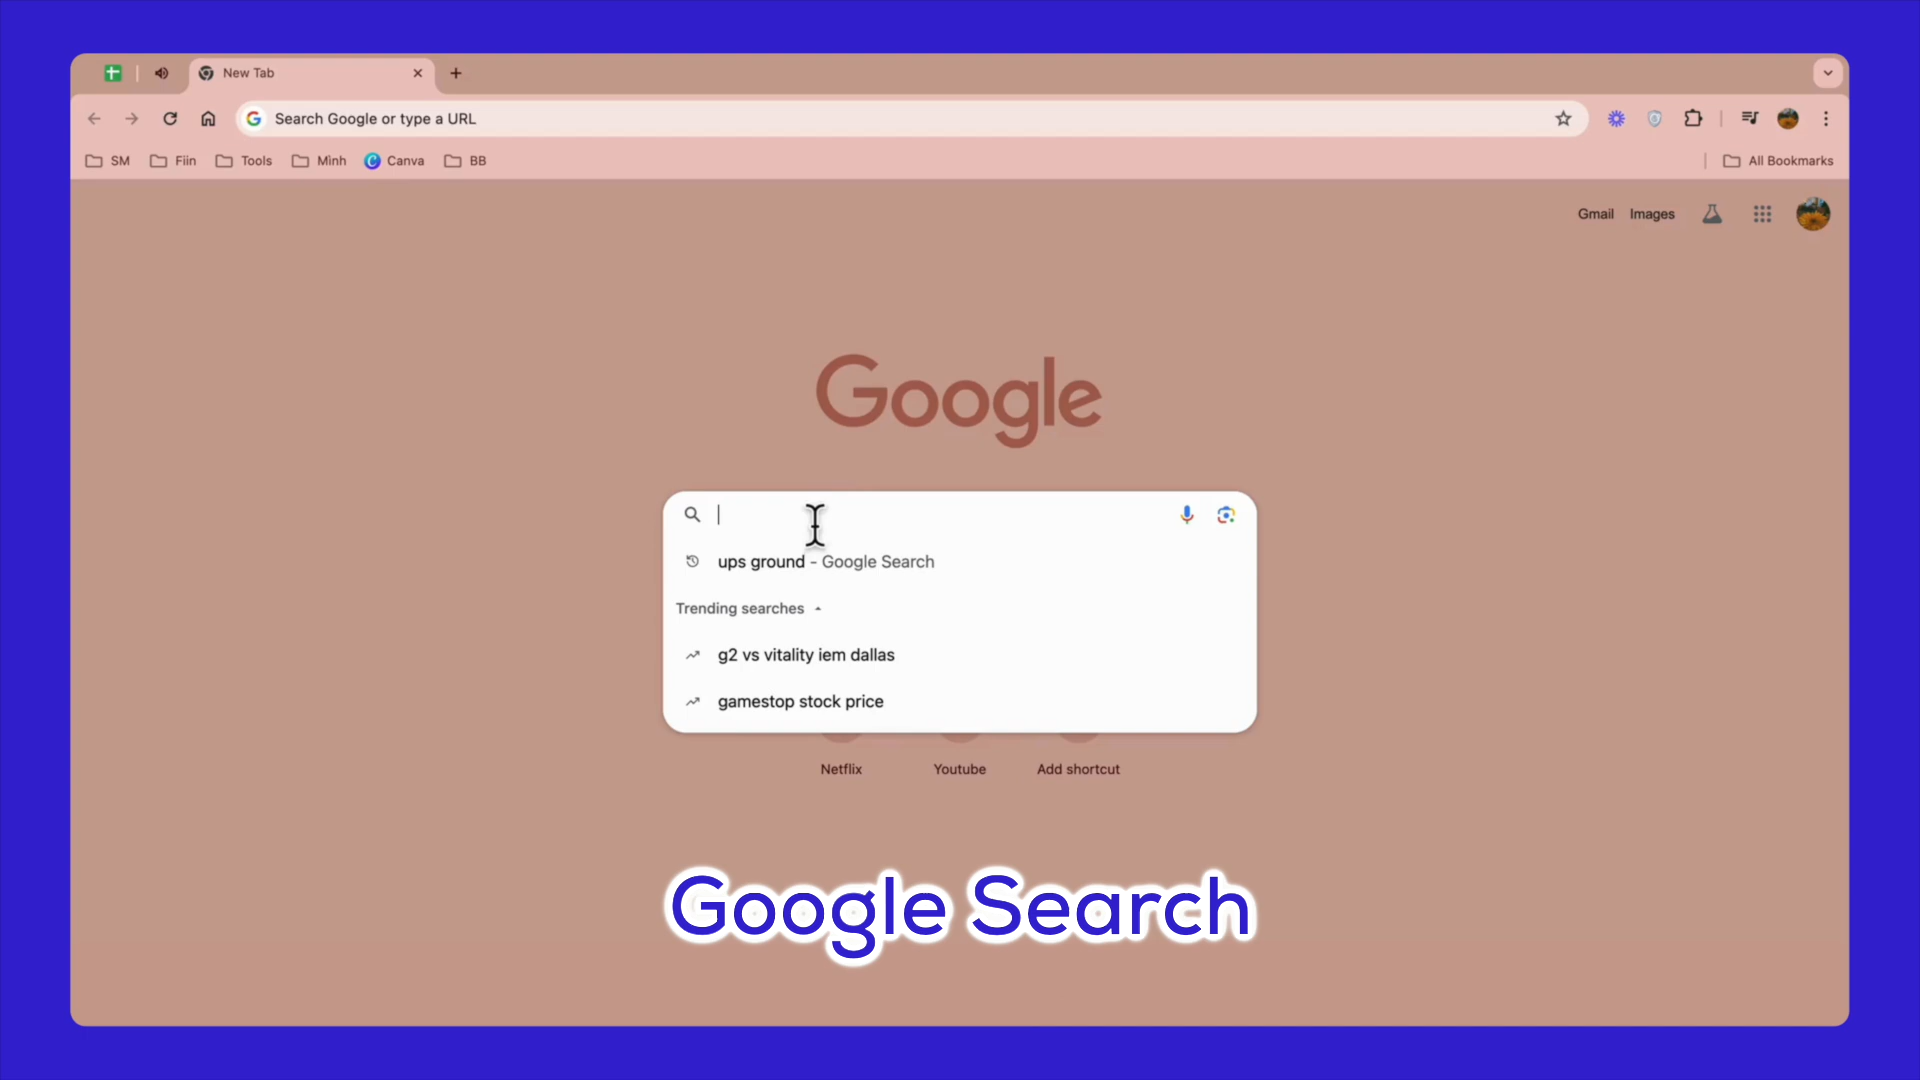 New Tab
Search Google or type a URL
SM Fiin Tools Minh Canva BB All Bookmarks
Gmail Images
Google
ups ground - Google Search
Trending searches
g2 vs vitality iem dallas
gamestop stock price
Netflix Youtube Add shortcut
Google Search